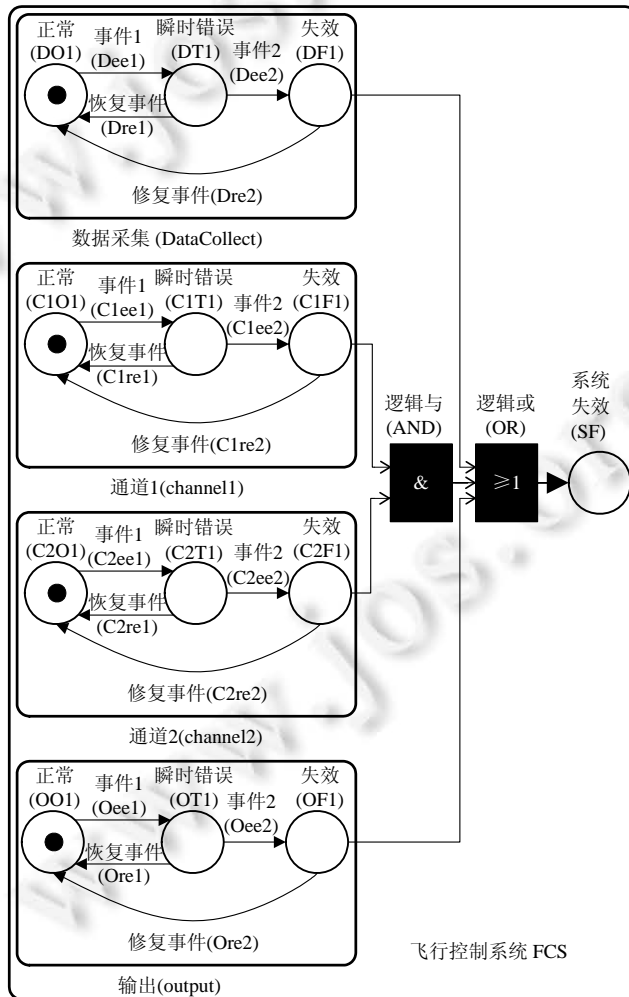 正常
(DO1)
事件1
(Dee1)
瞬时错误
(DT1)
事件2
(Dee2)
失效
(DF1)
恢复事件
(Dre1)
修复事件(Dre2)
数据采集 (DataCollect)
正常
(C1O1)
事件1
(C1ee1)
瞬时错误
(C1T1)
事件2
(C1ee2)
失效
(C1F1)
恢复事件
(C1re1)
修复事件(C1re2)
通道1(channel1)
逻辑与
(AND)
&
逻辑或
(OR)
≥1
系统
失效
(SF)
正常
(C2O1)
事件1
(C2ee1)
瞬时错误
(C2T1)
事件2
(C2ee2)
失效
(C2F1)
恢复事件
(C2re1)
修复事件(C2re2)
通道2(channel2)
正常
(OO1)
事件1
(Oee1)
瞬时错误
(OT1)
事件2
(Oee2)
失效
(OF1)
恢复事件
(Ore1)
修复事件(Ore2)
输出(output)
飞行控制系统 FCS
www.jos.org